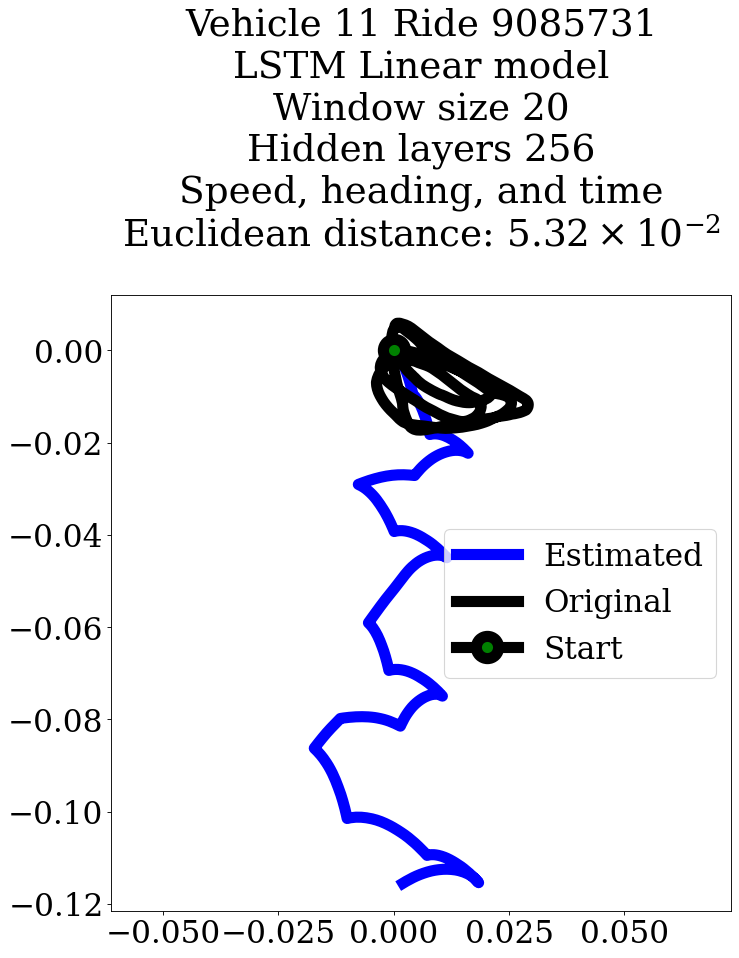 Vehicle 11 Ride 9085731
LSTM Linear model
Window size 20
Hidden layers 256
Speed, heading, and time
Euclidean distance: 5.32 × 10⁻²
0.00
−0.02
−0.04
−0.06
−0.08
−0.10
−0.12
Estimated
Original
Start
−0.050 −0.025 0.000 0.025 0.050